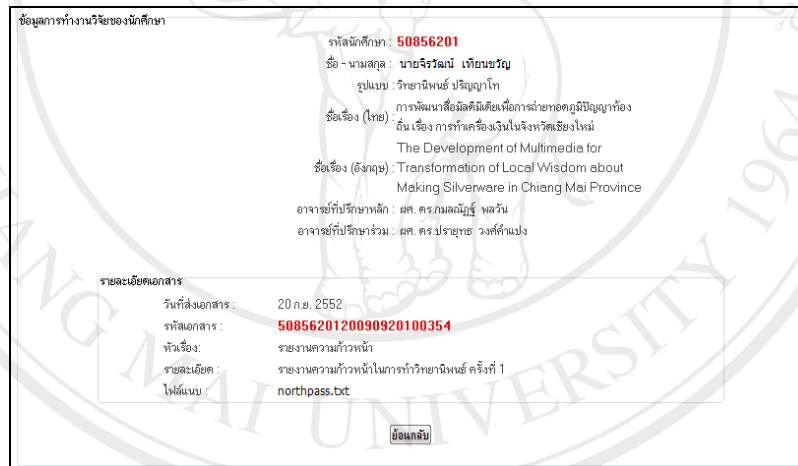 ข้อมูลการทำงานวิจัยของนักศึกษา
รหัสนักศึกษา : 50856201
ชื่อ - นามสกุล : นายจิรวัฒน์ เทียนขวัญ
รูปแบบ : วิทยานิพนธ์ ปริญญาโท
ชื่อเรื่อง (ไทย) : การพัฒนาสื่อมัลติมีเดียเพื่อการถ่ายทอดภูมิปัญญาท้อง
ถิ่น เรื่อง การทำเครื่องเงินในจังหวัดเชียงใหม่
The Development of Multimedia for
ชื่อเรื่อง (อังกฤษ) : Transformation of Local Wisdom about
Making Silverware in Chiang Mai Province
อาจารย์ที่ปรึกษาหลัก : ผศ. ดร.กมลณัฏฐ์ พลวัน
อาจารย์ที่ปรึกษาร่วม : ผศ. ดร.ปรายุทธ วงศ์คำแปง
รายละเอียดเอกสาร
วันที่ส่งเอกสาร : 20 ก.ย. 2552
รหัสเอกสาร : 5085620120090920100354
หัวเรื่อง: รายงานความก้าวหน้า
รายละเอียด : รายงานความก้าวหน้าในการทำวิทยานิพนธ์ ครั้งที่ 1
ไฟล์แนบ : northpass.txt
ย้อนกลับ
ANG MAI UNIVERSITY 1964